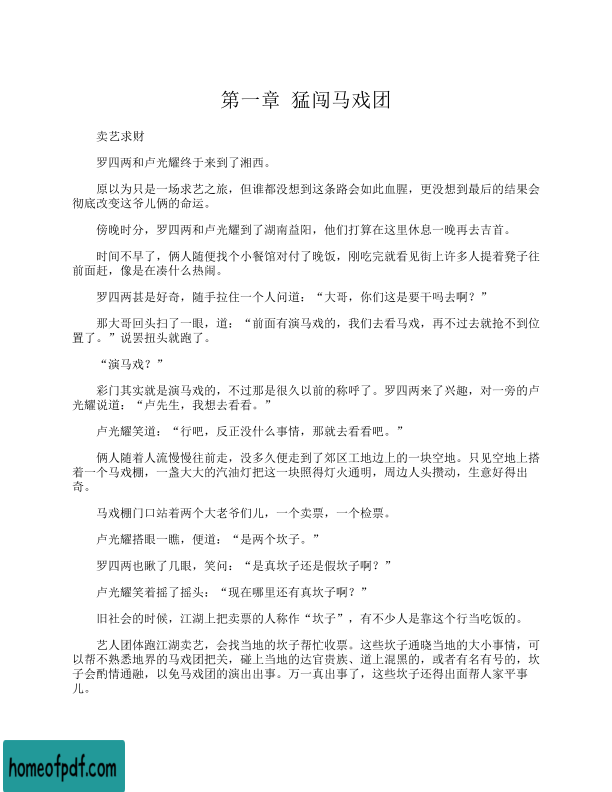 第一章 猛闯马戏团
卖艺求财
罗四两和卢光耀终于来到了湘西。
原以为只是一场求艺之旅，但谁都没想到这条路会如此血腥，更没想到最后的结果会
彻底改变这爷儿俩的命运。
傍晚时分，罗四两和卢光耀到了湖南益阳，他们打算在这里休息一晚再去吉首。
时间不早了，俩人随便找个小餐馆对付了晚饭，刚吃完就看见街上许多人提着凳子往
前面赶，像是在凑什么热闹。
罗四两甚是好奇，随手拉住一个人问道：“大哥，你们这是要干吗去啊？”
那大哥回头扫了一眼，道：“前面有演马戏的，我们去看马戏，再不过去就抢不到位
置了。”说罢扭头就跑了。
“演马戏？”
彩门其实就是演马戏的，不过那是很久以前的称呼了。罗四两来了兴趣，对一旁的卢
光耀说道：“卢先生，我想去看看。”
卢光耀笑道：“行吧，反正没什么事情，那就去看看吧。”
俩人随着人流慢慢往前走，没多久便走到了郊区工地边上的一块空地。只见空地上搭
着一个马戏棚，一盏大大的汽油灯把这一块照得灯火通明，周边人头攒动，生意好得出
奇。
马戏棚门口站着两个大老爷们儿，一个卖票，一个检票。
卢光耀搭眼一瞧，便道：“是两个坎子。”
罗四两也瞅了几眼，笑问：“是真坎子还是假坎子啊？”
卢光耀笑着摇了摇头：“现在哪里还有真坎子啊？”
旧社会的时候，江湖上把卖票的人称作“坎子”，有不少人是靠这个行当吃饭的。
艺人团体跑江湖卖艺，会找当地的坎子帮忙收票。这些坎子通晓当地的大小事情，可
以帮不熟悉地界的马戏团把关，碰上当地的达官贵族、道上混黑的，或者有名有号的，坎
子会酌情通融，以免马戏团的演出出事。万一真出事了，这些坎子还得出面帮人家平事
儿。
homeofpdf.com